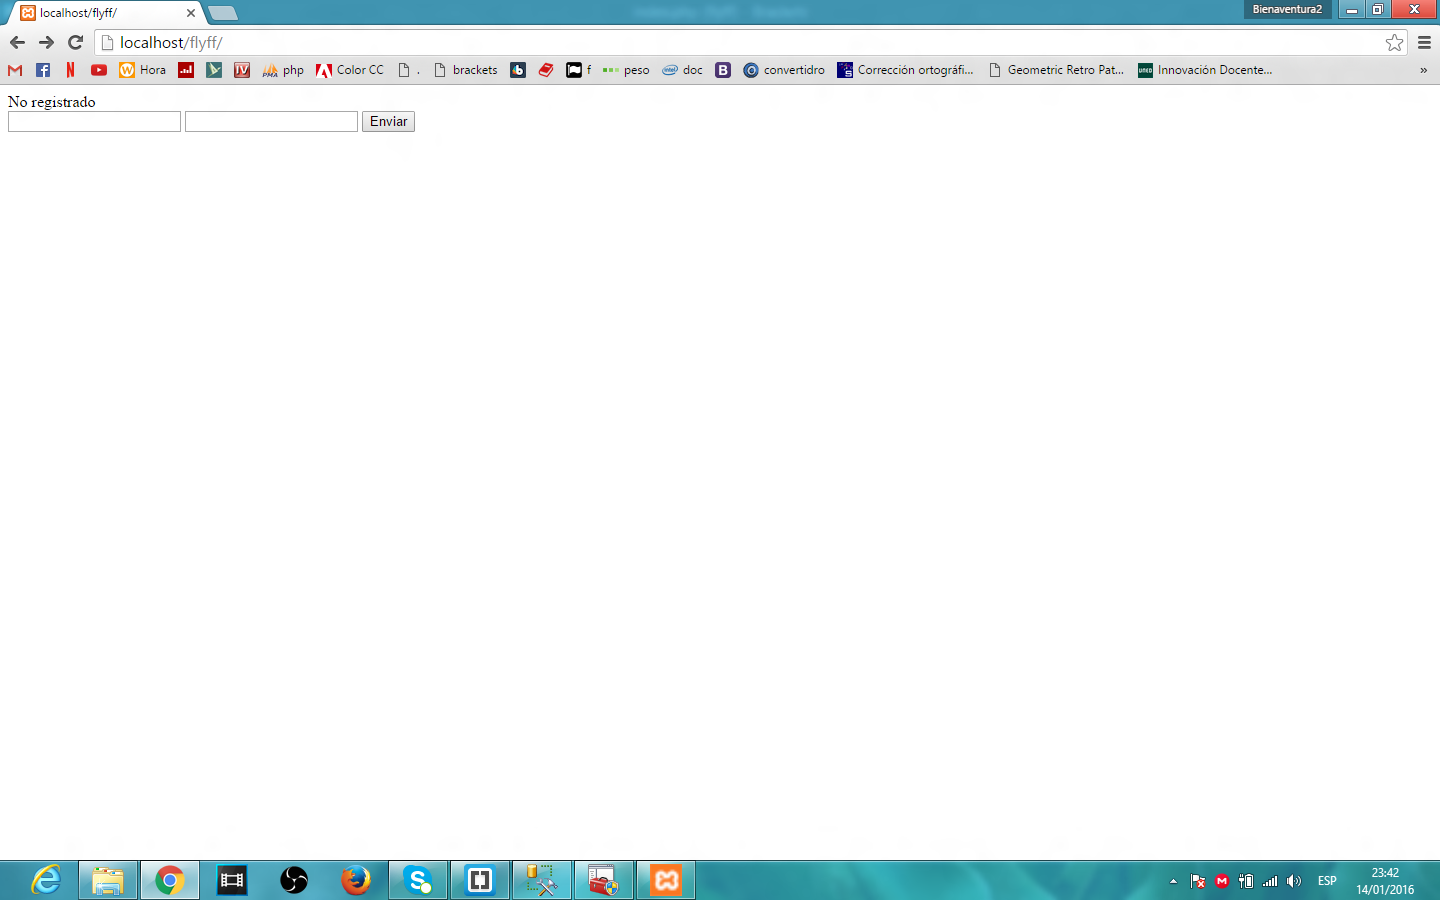 localhost/flyff/
Bienaventura2
localhost/flyff/
Hora
php
Color CC
.
brackets
f
peso
doc
convertidro
Corrección ortográfi...
Geometric Retro Pat...
Innovación Docente...
»
No registrado
Enviar
ESP
23:42
14/01/2016